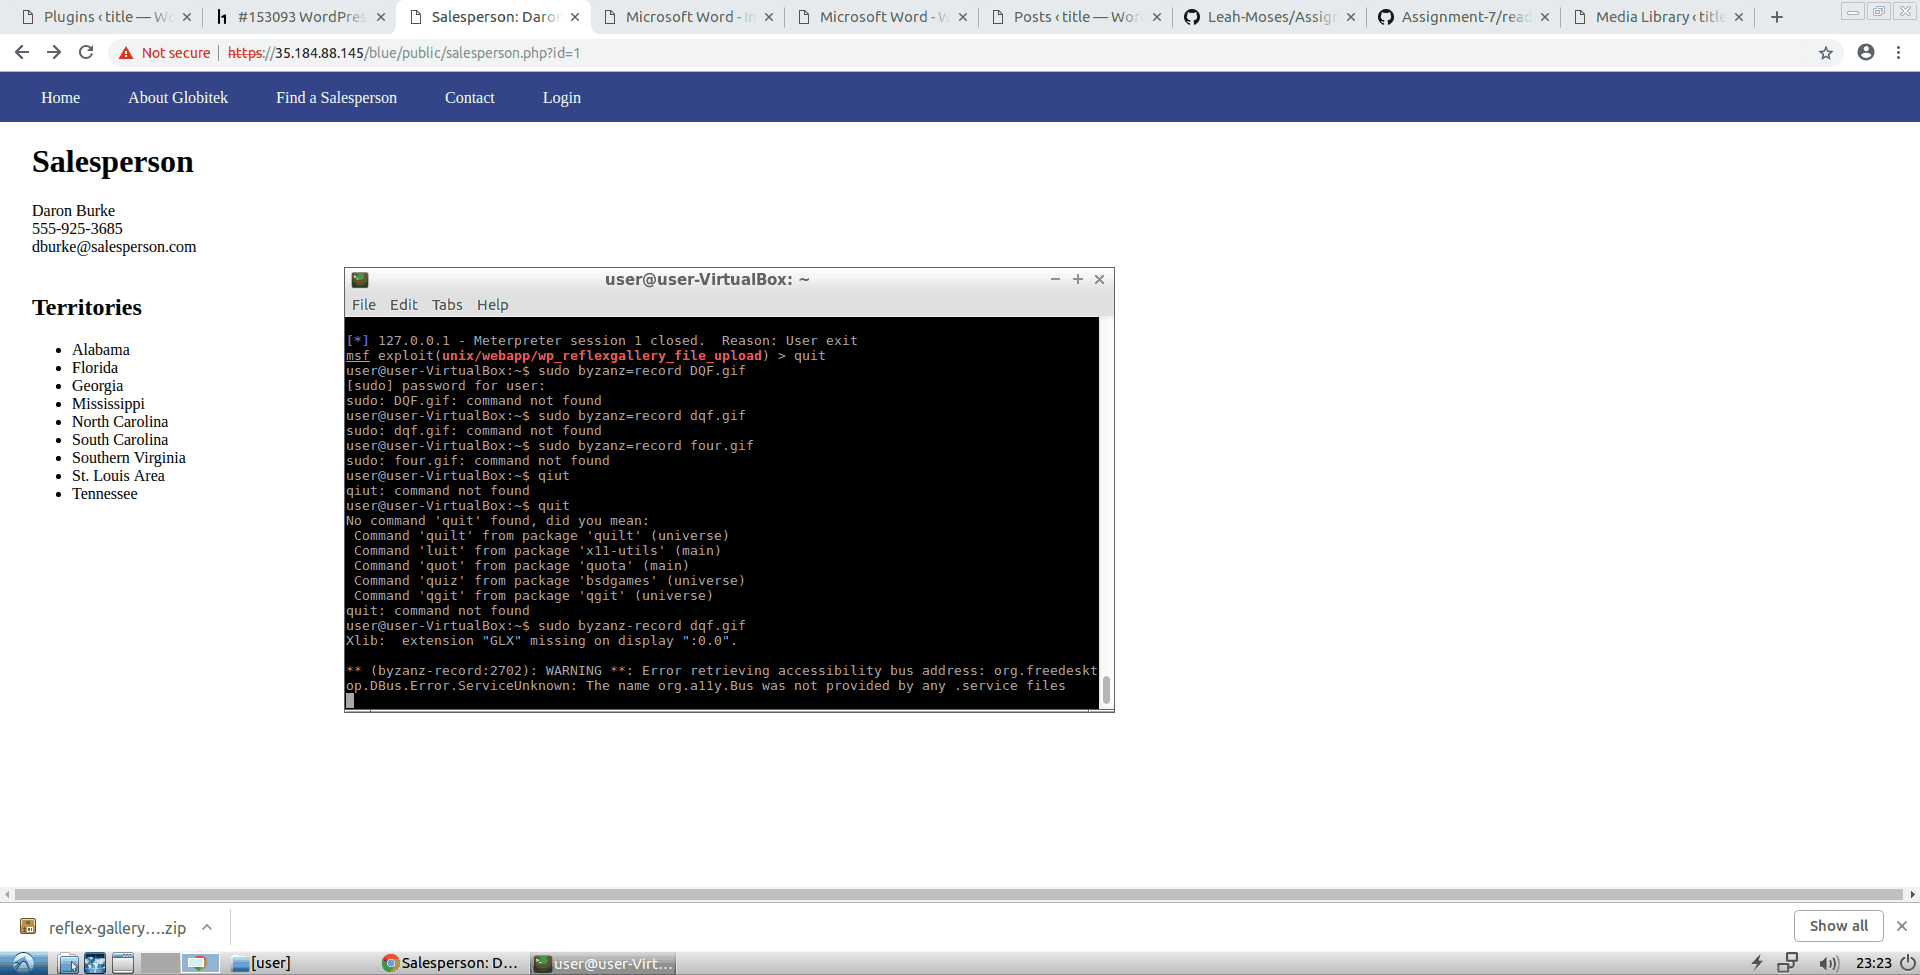 Plugins ‹ title — Wo
#153093 WordPres
Salesperson: Daro
Microsoft Word - In
Microsoft Word - W
Posts ‹ title — Wor
Leah-Moses/Assign
Assignment-7/read
Media Library ‹ title
Not secure
https://35.184.88.145/blue/public/salesperson.php?id=1
Home
About Globitek
Find a Salesperson
Contact
Login
Salesperson
Daron Burke
555-925-3685
dburke@salesperson.com
Territories
Alabama
Florida
Georgia
Mississippi
North Carolina
South Carolina
Southern Virginia
St. Louis Area
Tennessee
user@user-VirtualBox: ~
File Edit Tabs Help
[*] 127.0.0.1 - Meterpreter session 1 closed.  Reason: User exit
msf exploit(unix/webapp/wp_reflexgallery_file_upload) > quit
user@user-VirtualBox:~$ sudo byzanz=record DQF.gif
[sudo] password for user:
sudo: DQF.gif: command not found
user@user-VirtualBox:~$ sudo byzanz=record dqf.gif
sudo: dqf.gif: command not found
user@user-VirtualBox:~$ sudo byzanz=record four.gif
sudo: four.gif: command not found
user@user-VirtualBox:~$ qiut
qiut: command not found
user@user-VirtualBox:~$ quit
No command 'quit' found, did you mean:
Command 'quilt' from package 'quilt' (universe)
Command 'luit' from package 'x11-utils' (main)
Command 'quot' from package 'quota' (main)
Command 'quiz' from package 'bsdgames' (universe)
Command 'qgit' from package 'qgit' (universe)
quit: command not found
user@user-VirtualBox:~$ sudo byzanz-record dqf.gif
Xlib:  extension "GLX" missing on display ":0.0".
** (byzanz-record:2702): WARNING **: Error retrieving accessibility bus address: org.freedeskt
op.DBus.Error.ServiceUnknown: The name org.a11y.Bus was not provided by any .service files
reflex-gallery....zip
Show all
[user]
Salesperson: D...
user@user-Virt...
23:23